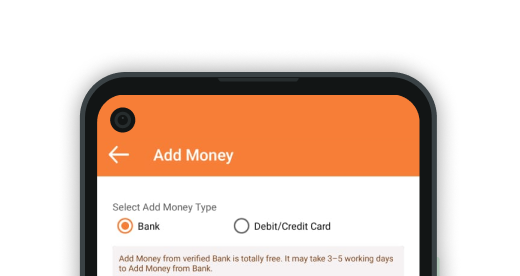 Add Money
Select Add Money Type
Bank Debit/Credit Card
Add Money from verified Bank is totally free. It may take 3–5 working days
to Add Money from Bank.